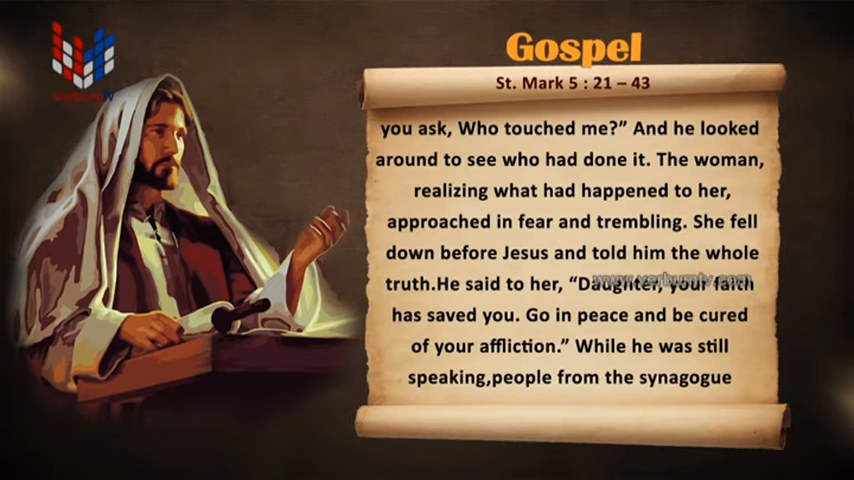 Gospel
St. Mark 5 : 21 – 43
you ask, Who touched me?” And he looked
around to see who had done it. The woman,
realizing what had happened to her,
approached in fear and trembling. She fell
down before Jesus and told him the whole
truth.He said to her, “Daughter, your faith
www.verbumtv.com
has saved you. Go in peace and be cured
of your affliction.” While he was still
speaking,people from the synagogue